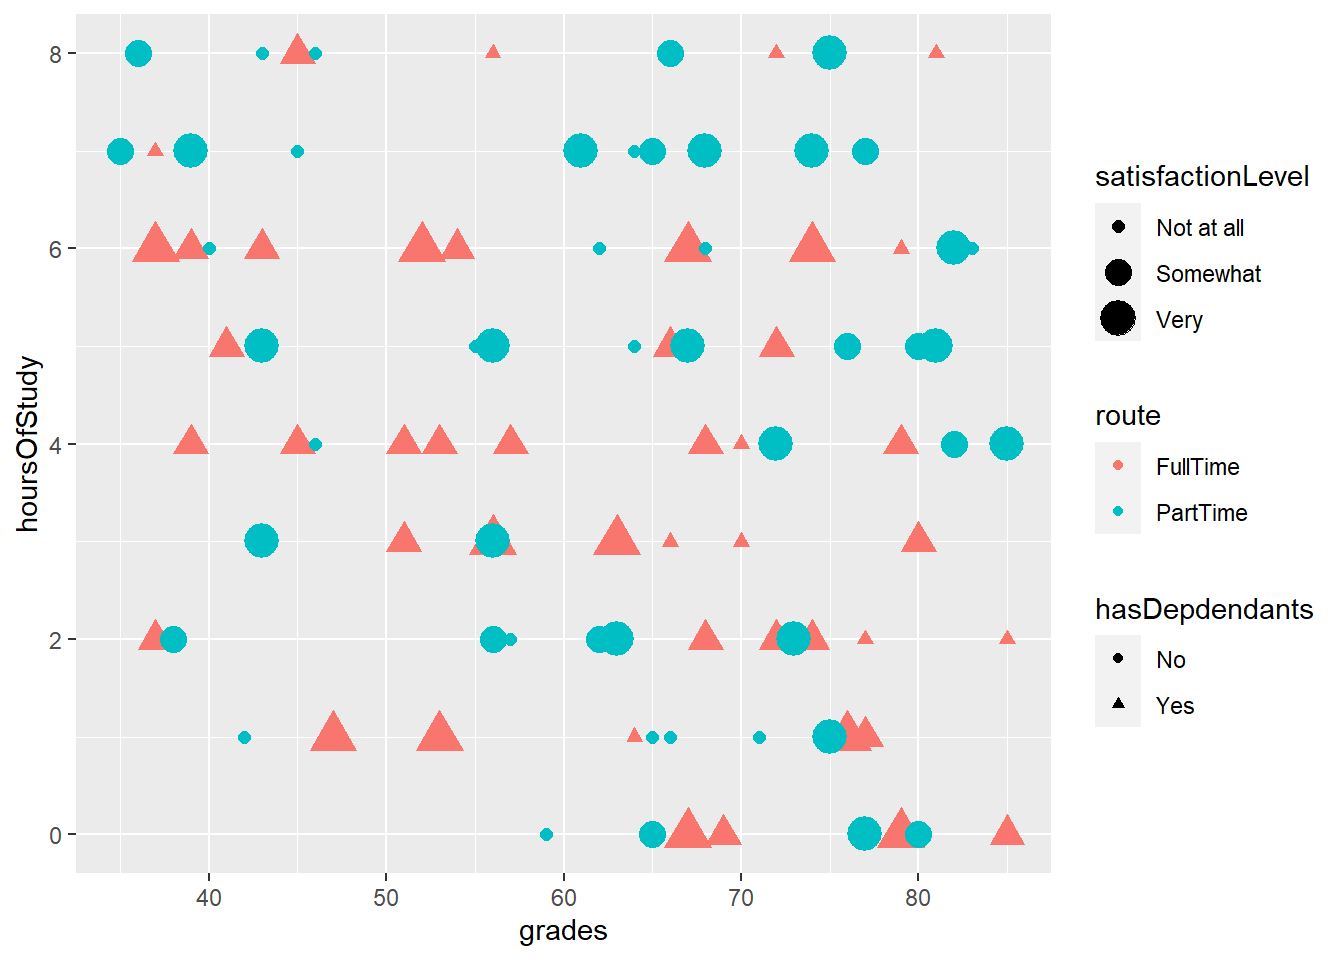 8
6
4
2
0
hoursOfStudy
40 50 60 70 80
grades
satisfactionLevel
Not at all
Somewhat
Very
route
FullTime
PartTime
hasDepdendants
No
Yes